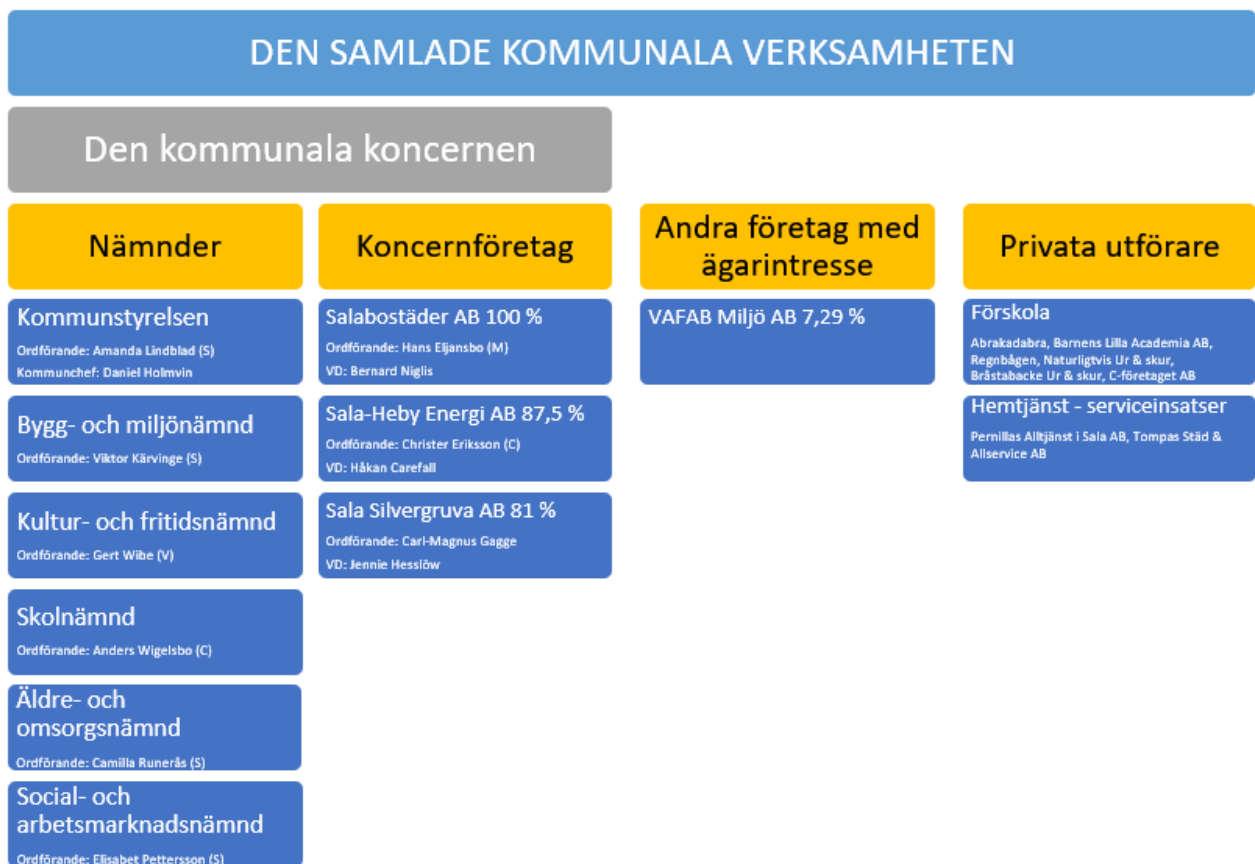 DEN SAMLADE KOMMUNALA VERKSAMHETEN
Den kommunala koncernen
Nämnder
Kommunstyrelsen
Ordförande: Amanda Lindblad (S)
Kommunchef: Daniel Holmvin
Bygg- och miljönämnd
Ordförande: Viktor Kärvinge (S)
Kultur- och fritidsnämnd
Ordförande: Gert Wibe (V)
Skolnämnd
Ordförande: Anders Wigelsbo (C)
Äldre- och
omsorgsnämnd
Ordförande: Camilla Runerås (S)
Social- och
arbetsmarknadsnämnd
Ordförande: Elisabet Pettersson (S)
Koncernföretag
Salabostäder AB 100 %
Ordförande: Hans Eljansbo (M)
VD: Bernard Niglis
Sala-Heby Energi AB 87,5 %
Ordförande: Christer Eriksson (C)
VD: Håkan Carefall
Sala Silvergruva AB 81 %
Ordförande: Carl-Magnus Gagge
VD: Jennie Hesslöw
Andra företag med
ägarintresse
VAFAB Miljö AB 7,29 %
Privata utförare
Förskola
Abrakadabra, Barnens Lilla Academia AB,
Regnbågen, Naturligtvis Ur & skur,
Bråstabacke Ur & skur, C-företaget AB
Hemtjänst - serviceinsatser
Pernillas Alltjänst i Sala AB, Tompas Städ &
Allservice AB